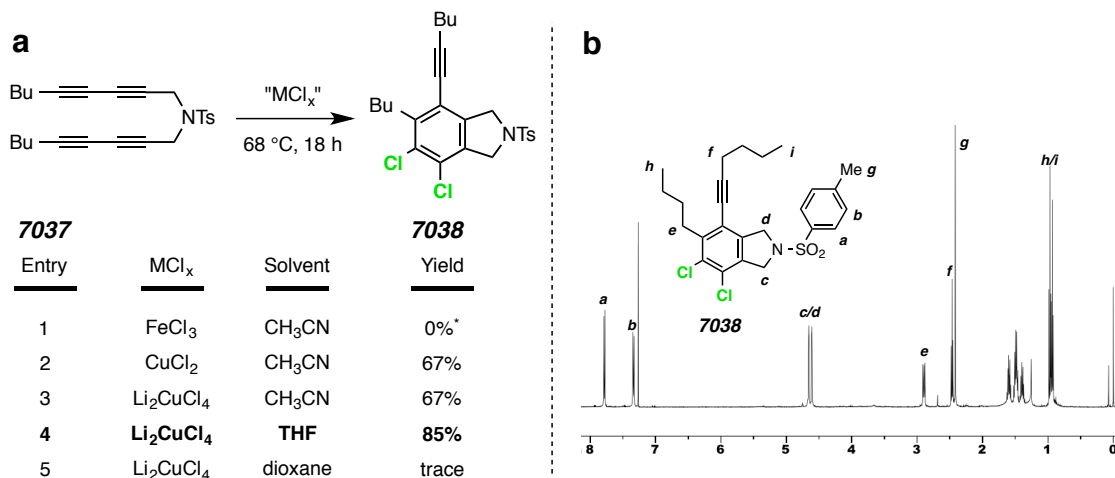 a
Bu
Bu
NTs
"MClx"
68 °C, 18 h
Bu
Bu
NTs
Cl
Cl
7037
7038
Entry MClx Solvent Yield
1 FeCl3 CH3CN 0%*
2 CuCl2 CH3CN 67%
3 Li2CuCl4 CH3CN 67%
4 Li2CuCl4 THF 85%
5 Li2CuCl4 dioxane trace
b
f
i
h
Me g
b
a
e
d
N SO2
Cl
Cl
c
7038
a
b
c/d
e
f
g
h/i
8 7 6 5 4 3 2 1 0